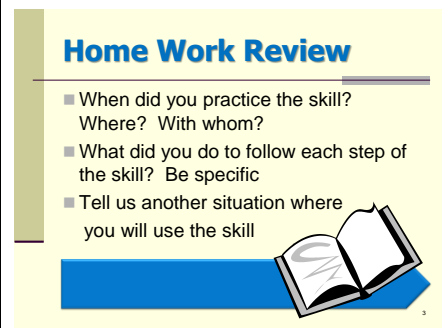 Home Work Review
When did you practice the skill?
Where? With whom?
What did you do to follow each step of
the skill? Be specific
Tell us another situation where
you will use the skill
3